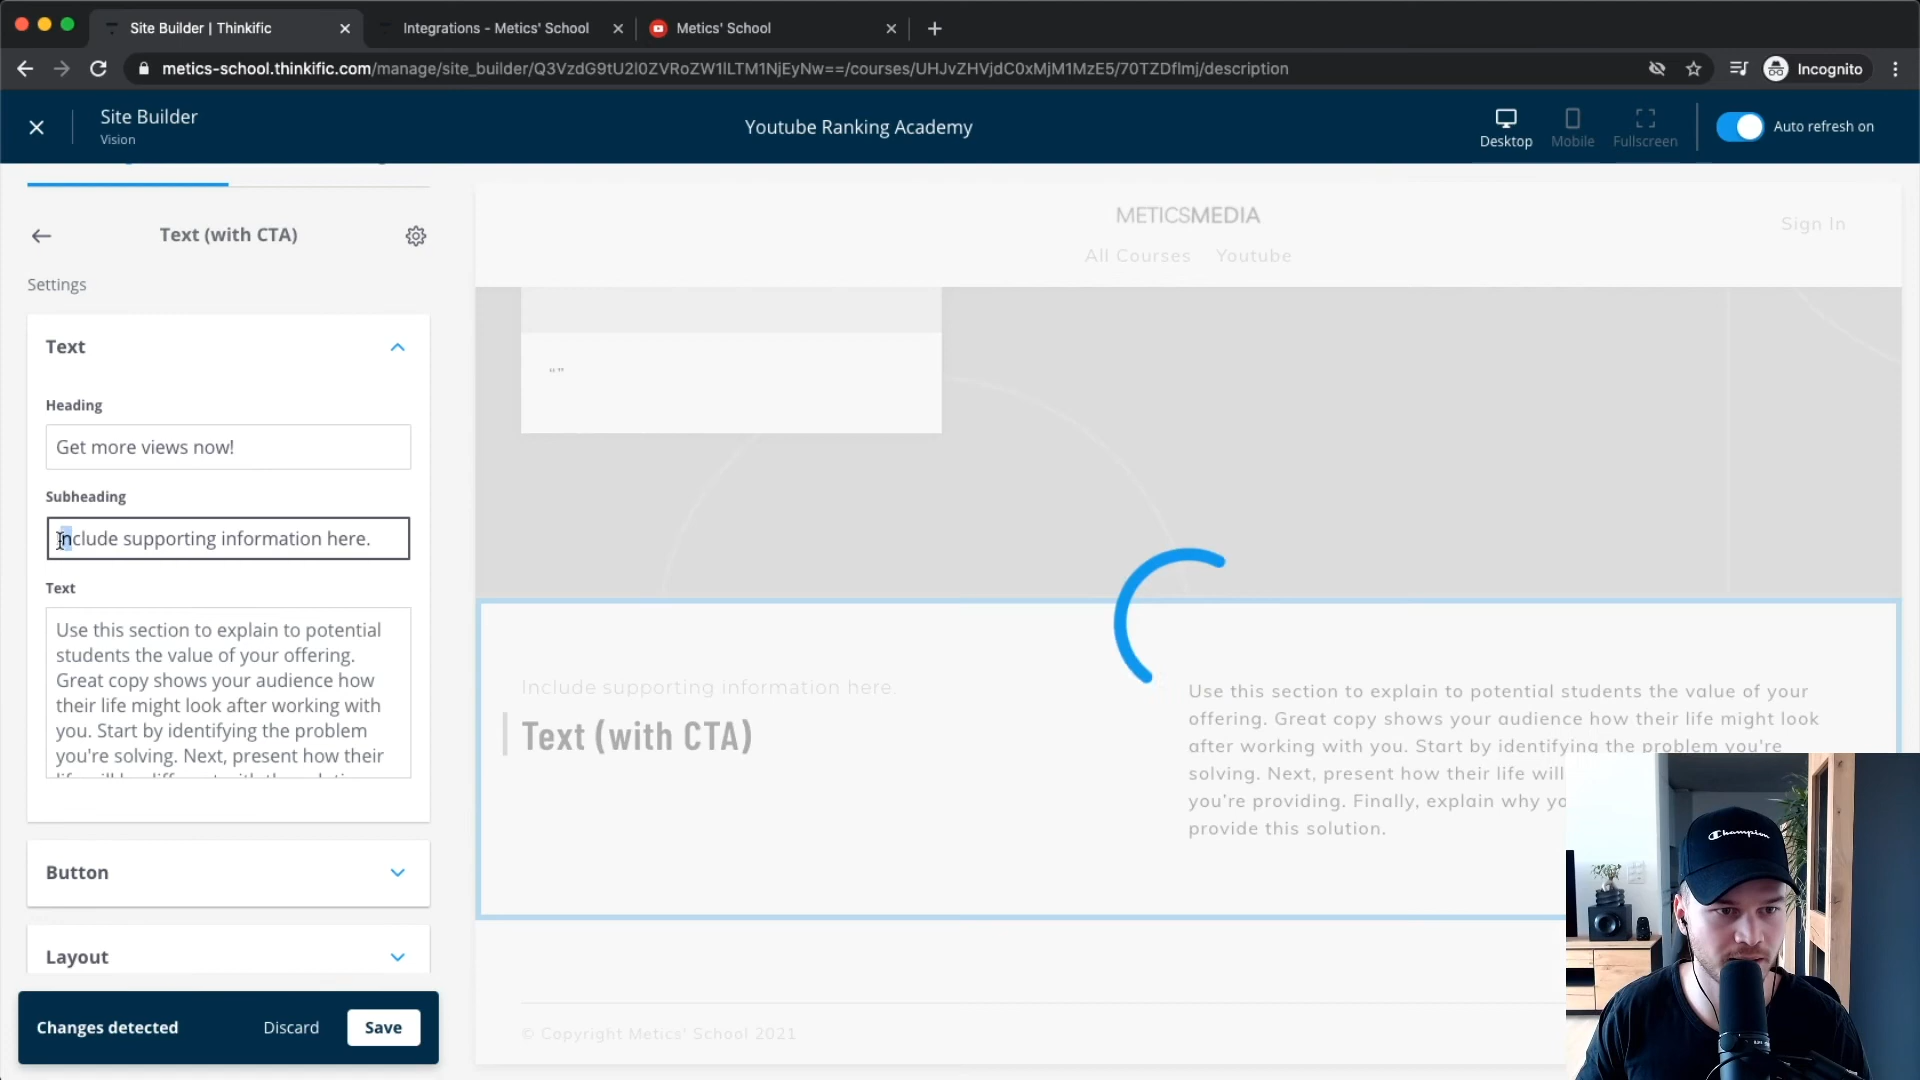 Site Builder | Thinkific
Integrations - Metics' School
Metics' School
metics-school.thinkific.com/manage/site_builder/Q3VzdG9tU2l0ZVRoZW1lLTM1NjEyNw==/courses/UHJvZHVjdC0xMjM1MzE5/70TZDflmj/description
Incognito
Site Builder
Vision
Youtube Ranking Academy
Desktop
Mobile
Fullscreen
Auto refresh on
Text (with CTA)
Settings
Text
Heading
Get more views now!
Subheading
Include supporting information here.
Text
Use this section to explain to potential
students the value of your offering.
Great copy shows your audience how
their life might look after working with
you. Start by identifying the problem
you're solving. Next, present how their
Button
Layout
Changes detected
Discard
Save
METICSMEDIA
All Courses
Youtube
Sign In
“”
Include supporting information here.
Text (with CTA)
Use this section to explain to potential students the value of your
offering. Great copy shows your audience how their life might look
after working with you. Start by identifying the problem you're
solving. Next, present how their life will
you’re providing. Finally, explain why yo
provide this solution.
© Copyright Metics' School 2021
Champion